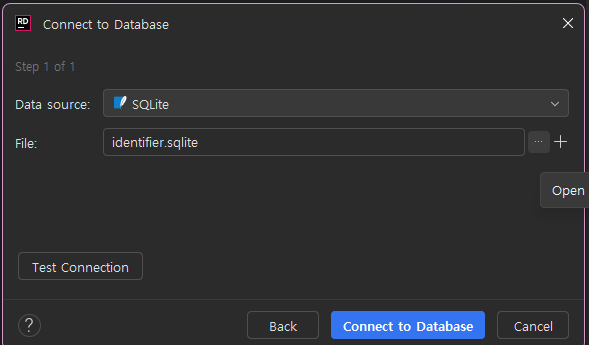 RD
Connect to Database
Step 1 of 1
Data source: SQLite
File: identifier.sqlite ...
Open
Test Connection
? Back Connect to Database Cancel